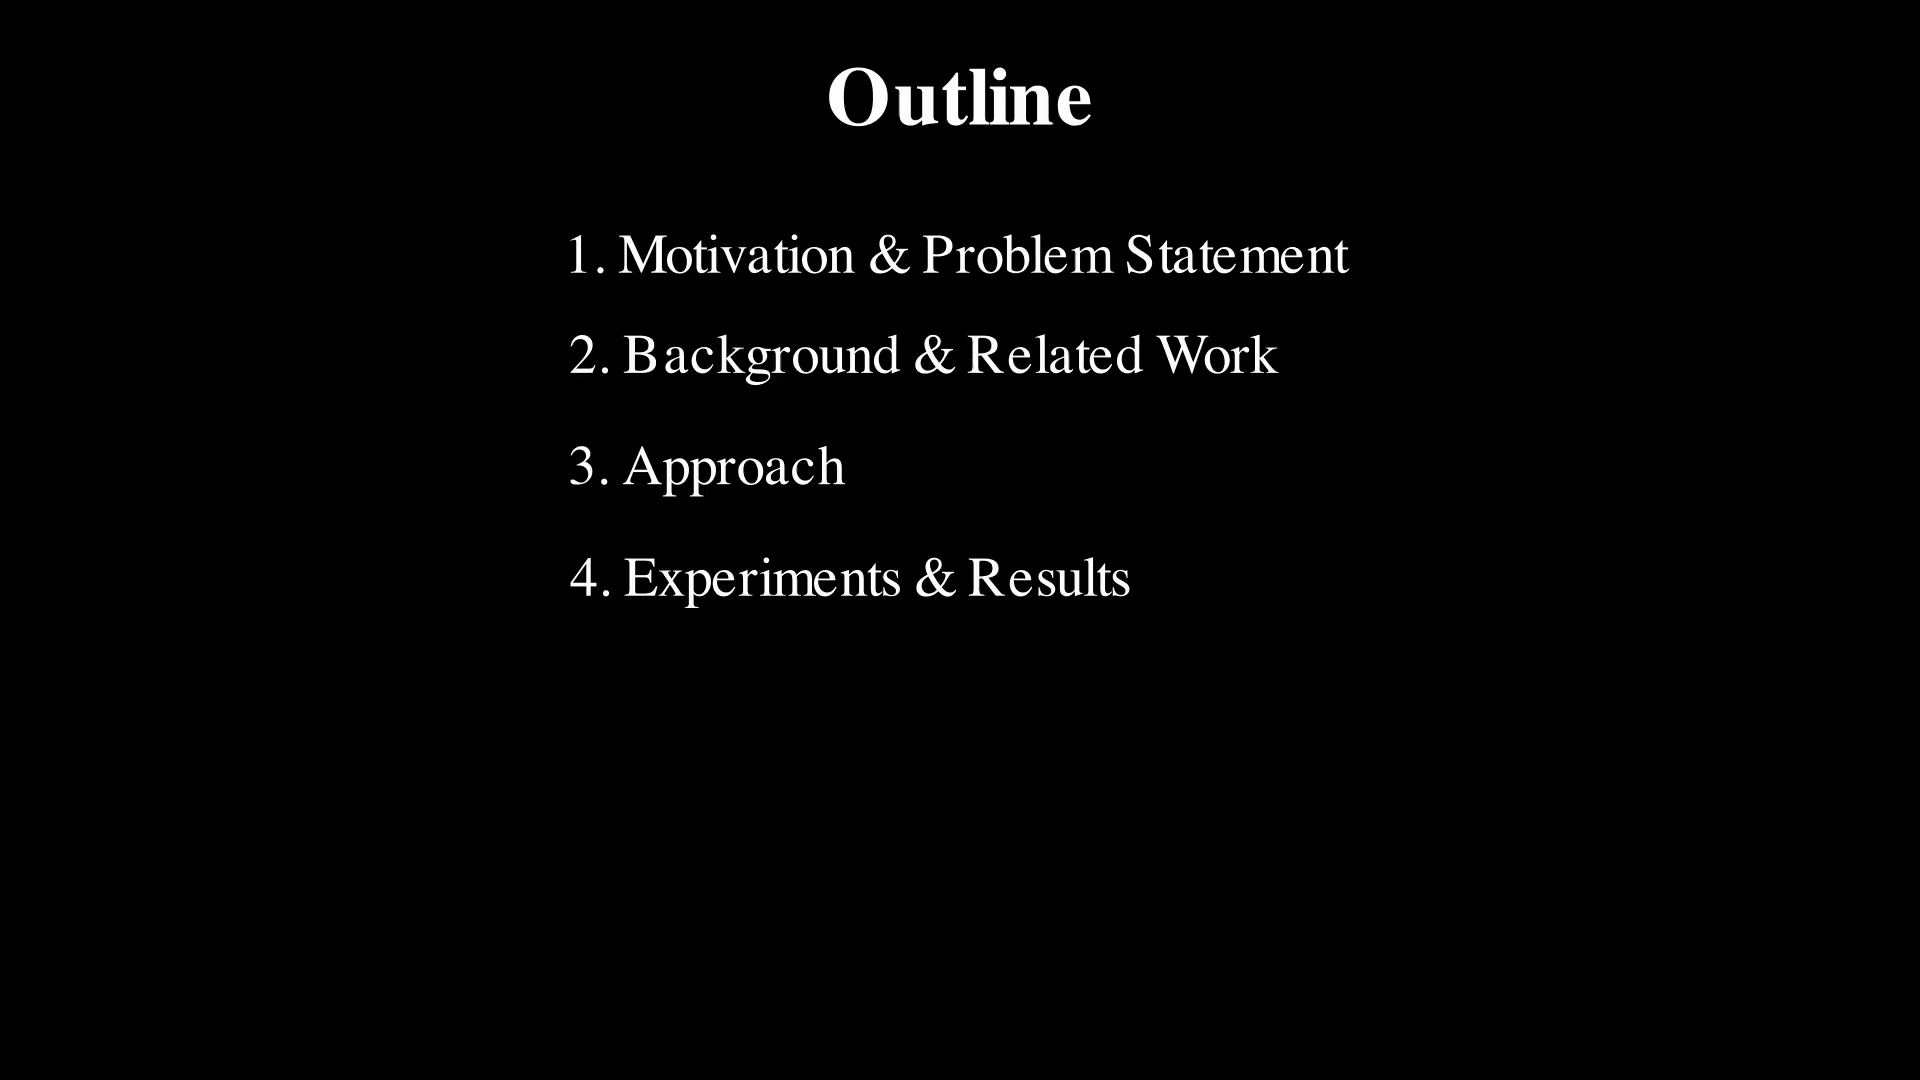 Outline
1. Motivation & Problem Statement
2. Background & Related Work
3. Approach
4. Experiments & Results